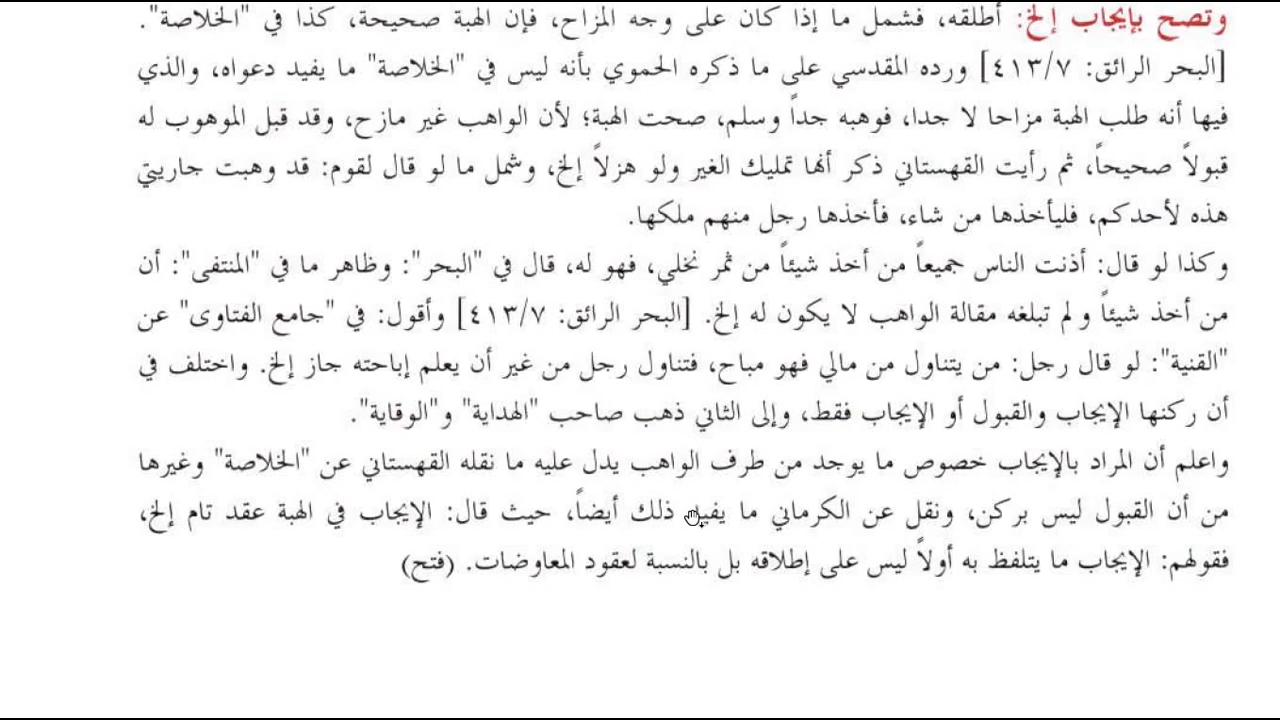 وتصح بإيجاب إلخ: أطلقه، فشمل ما إذا كان على وجه المزاح، فإن الهبة صحيحة، كذا في "الخلاصة".
[البحر الرائق: ٤١٣/٧] ورده المقدسي على ما ذكره الحموي بأنه ليس في "الخلاصة" ما يفيد دعواه، والذي
فيها أنه طلب الهبة مزاحا لا جدا، فوهبه جداً وسلم، صحت الهبة؛ لأن الواهب غير مازح، وقد قبل الموهوب له
قبولاً صحيحاً، ثم رأيت القهستاني ذكر أنها تمليك الغير ولو هزلاً إلخ، وشمل ما لو قال لقوم: قد وهبت جاريتي
هذه لأحدكم، فليأخذها من شاء، فأخذها رجل منهم ملكها.
وكذا لو قال: أذنت الناس جميعاً من أخذ شيئاً من ثمر نخلي، فهو له، قال في "البحر": وظاهر ما في "المنتفى": أن
من أخذ شيئاً ولم تبلغه مقالة الواهب لا يكون له إلخ. [البحر الرائق: ٤١٣/٧] وأقول: في "جامع الفتاوى" عن
"القنية": لو قال رجل: من يتناول من مالي فهو مباح، فتناول رجل من غير أن يعلم إباحته جاز إلخ. واختلف في
أن ركنها الإيجاب والقبول أو الإيجاب فقط، وإلى الثاني ذهب صاحب "الهداية" و"الوقاية".
واعلم أن المراد بالإيجاب خصوص ما يوجد من طرف الواهب يدل عليه ما نقله القهستاني عن "الخلاصة" وغيرها
من أن القبول ليس بركن، ونقل عن الكرماني ما يفيد ذلك أيضاً، حيث قال: الإيجاب في الهبة عقد تام إلخ،
فقولهم: الإيجاب ما يتلفظ به أولاً ليس على إطلاقه بل بالنسبة لعقود المعاوضات. (فتح)